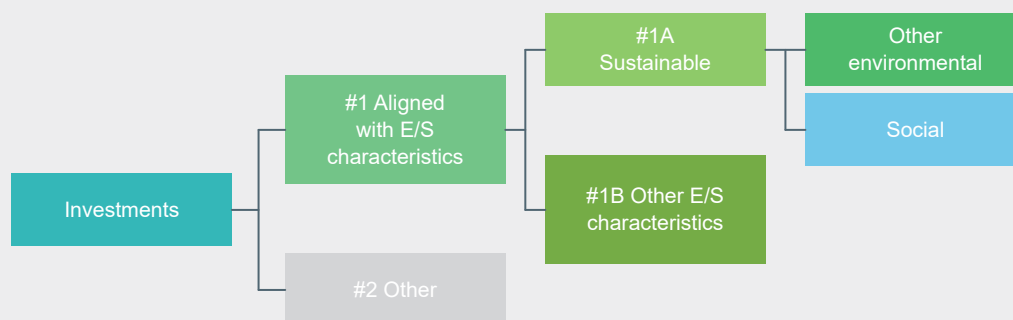 #1A
Sustainable
Other
environmental
#1 Aligned
with E/S
characteristics
Social
Investments
#1B Other E/S
characteristics
#2 Other